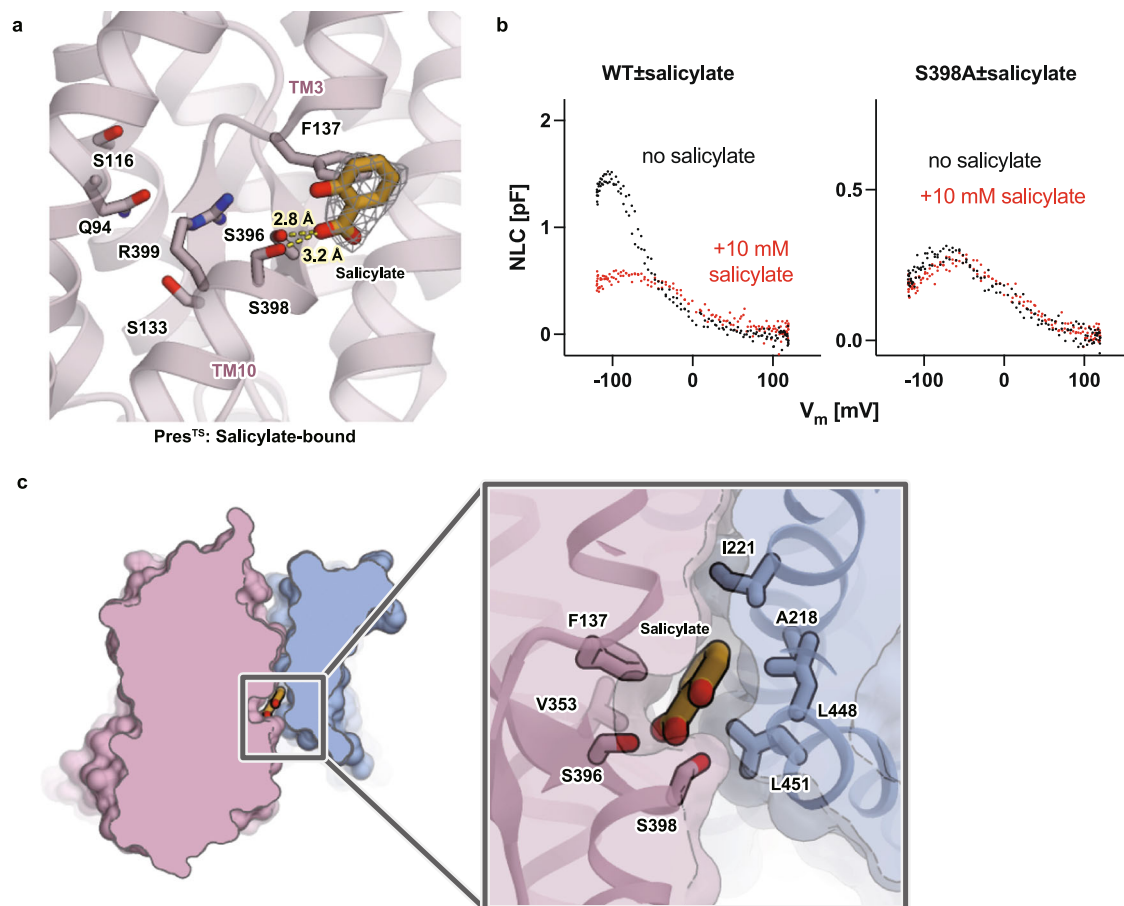 a
TM3
F137
S116
Q94
R399
2.8 Å
S396
3.2 Å
Salicylate
S398
S133
TM10
Presᵀˢ: Salicylate-bound
b
WT±salicylate
S398A±salicylate
2
1
0
NLC [pF]
no salicylate
+10 mM
salicylate
-100
0
100
0.5
0.0
no salicylate
+10 mM salicylate
-100
0
100
Vₘ [mV]
c
I221
F137
Salicylate
A218
V353
L448
S396
L451
S398